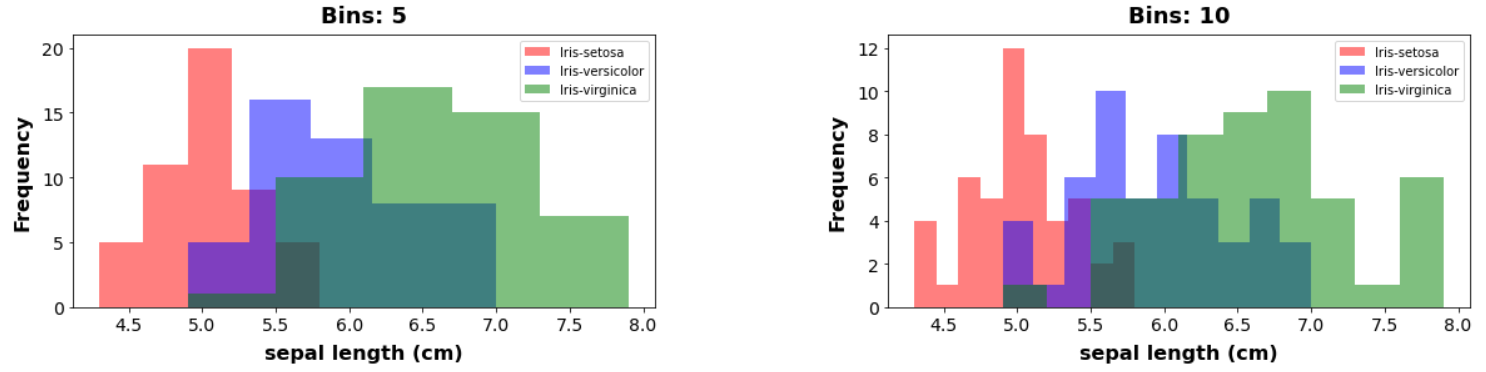 Bins: 5
20
15
10
5
0
Frequency
4.5 5.0 5.5 6.0 6.5 7.0 7.5 8.0
sepal length (cm)
Iris-setosa
Iris-versicolor
Iris-virginica
Bins: 10
12
10
8
6
4
2
0
Frequency
4.5 5.0 5.5 6.0 6.5 7.0 7.5 8.0
sepal length (cm)
Iris-setosa
Iris-versicolor
Iris-virginica